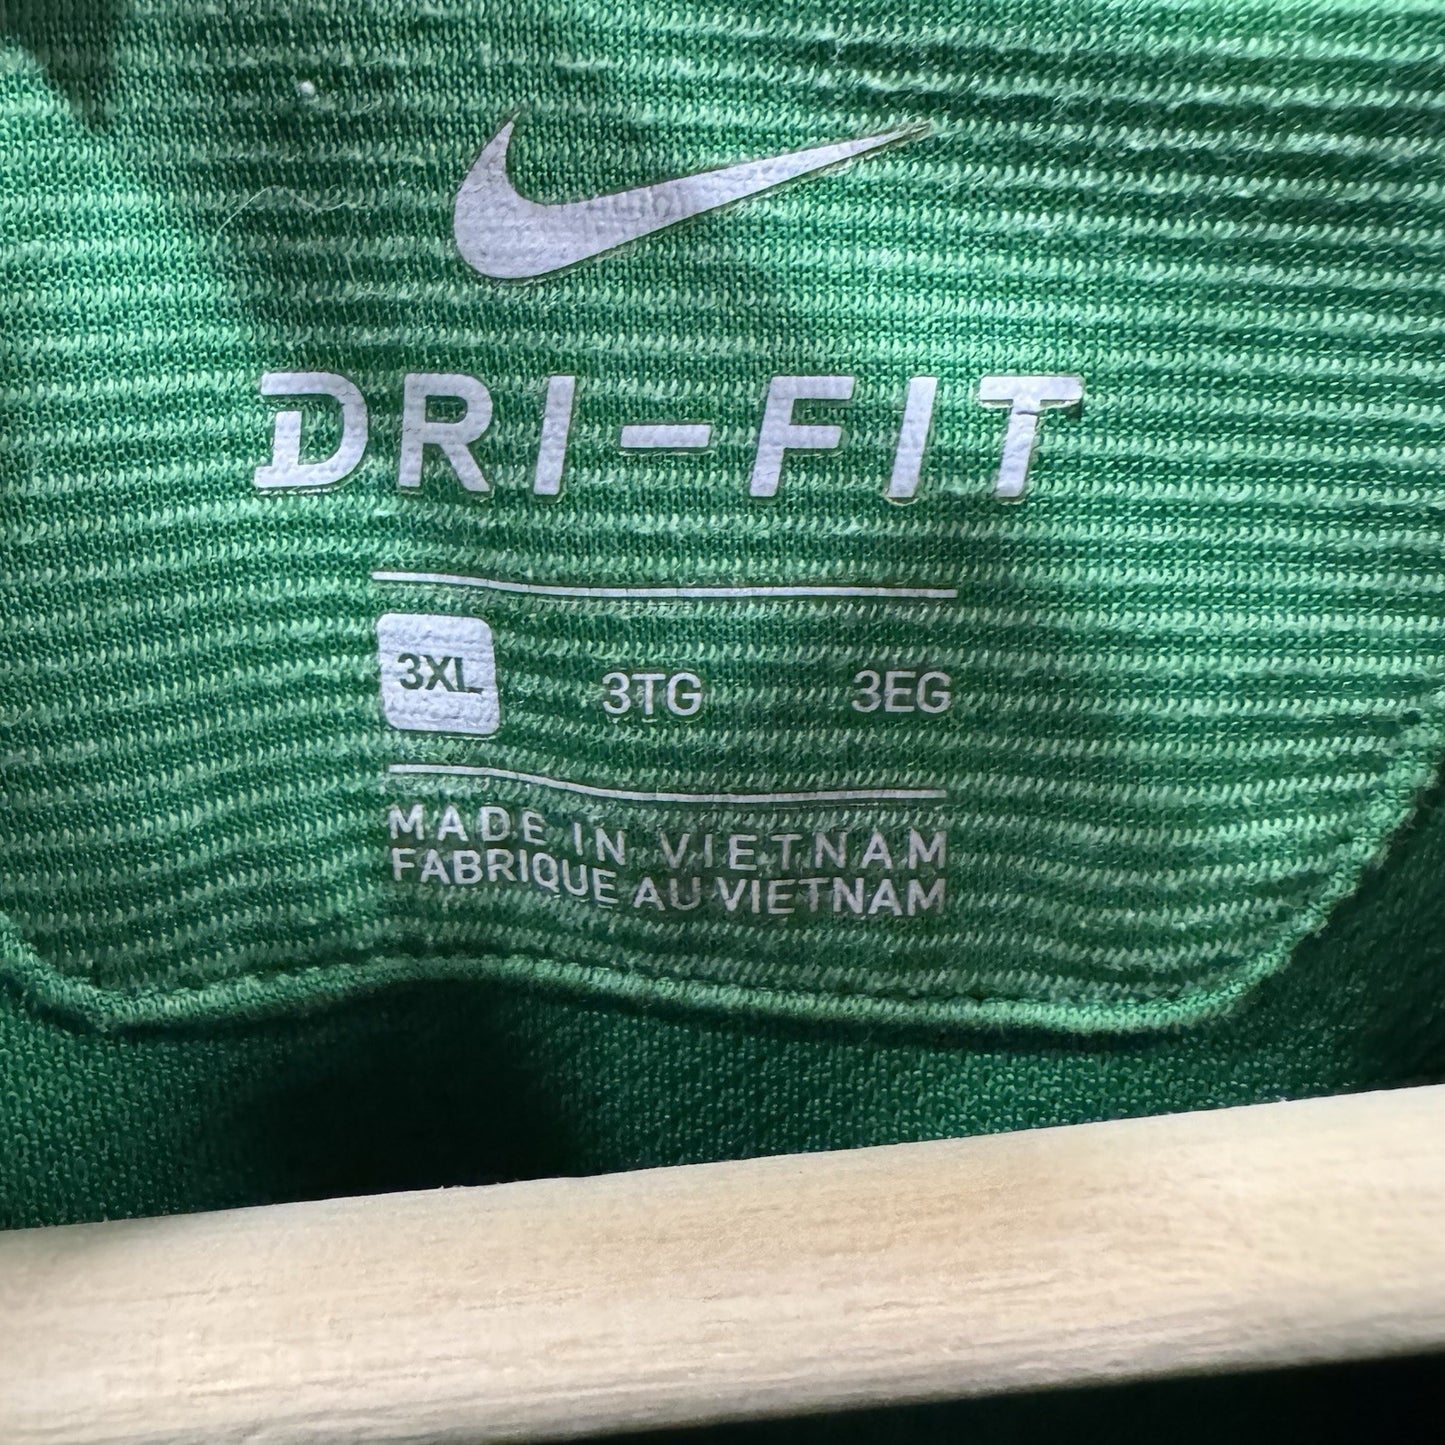 DRI-FIT
3XL 3TG 3EG
MADE IN VIETNAM
FABRIQUE AU VIETNAM